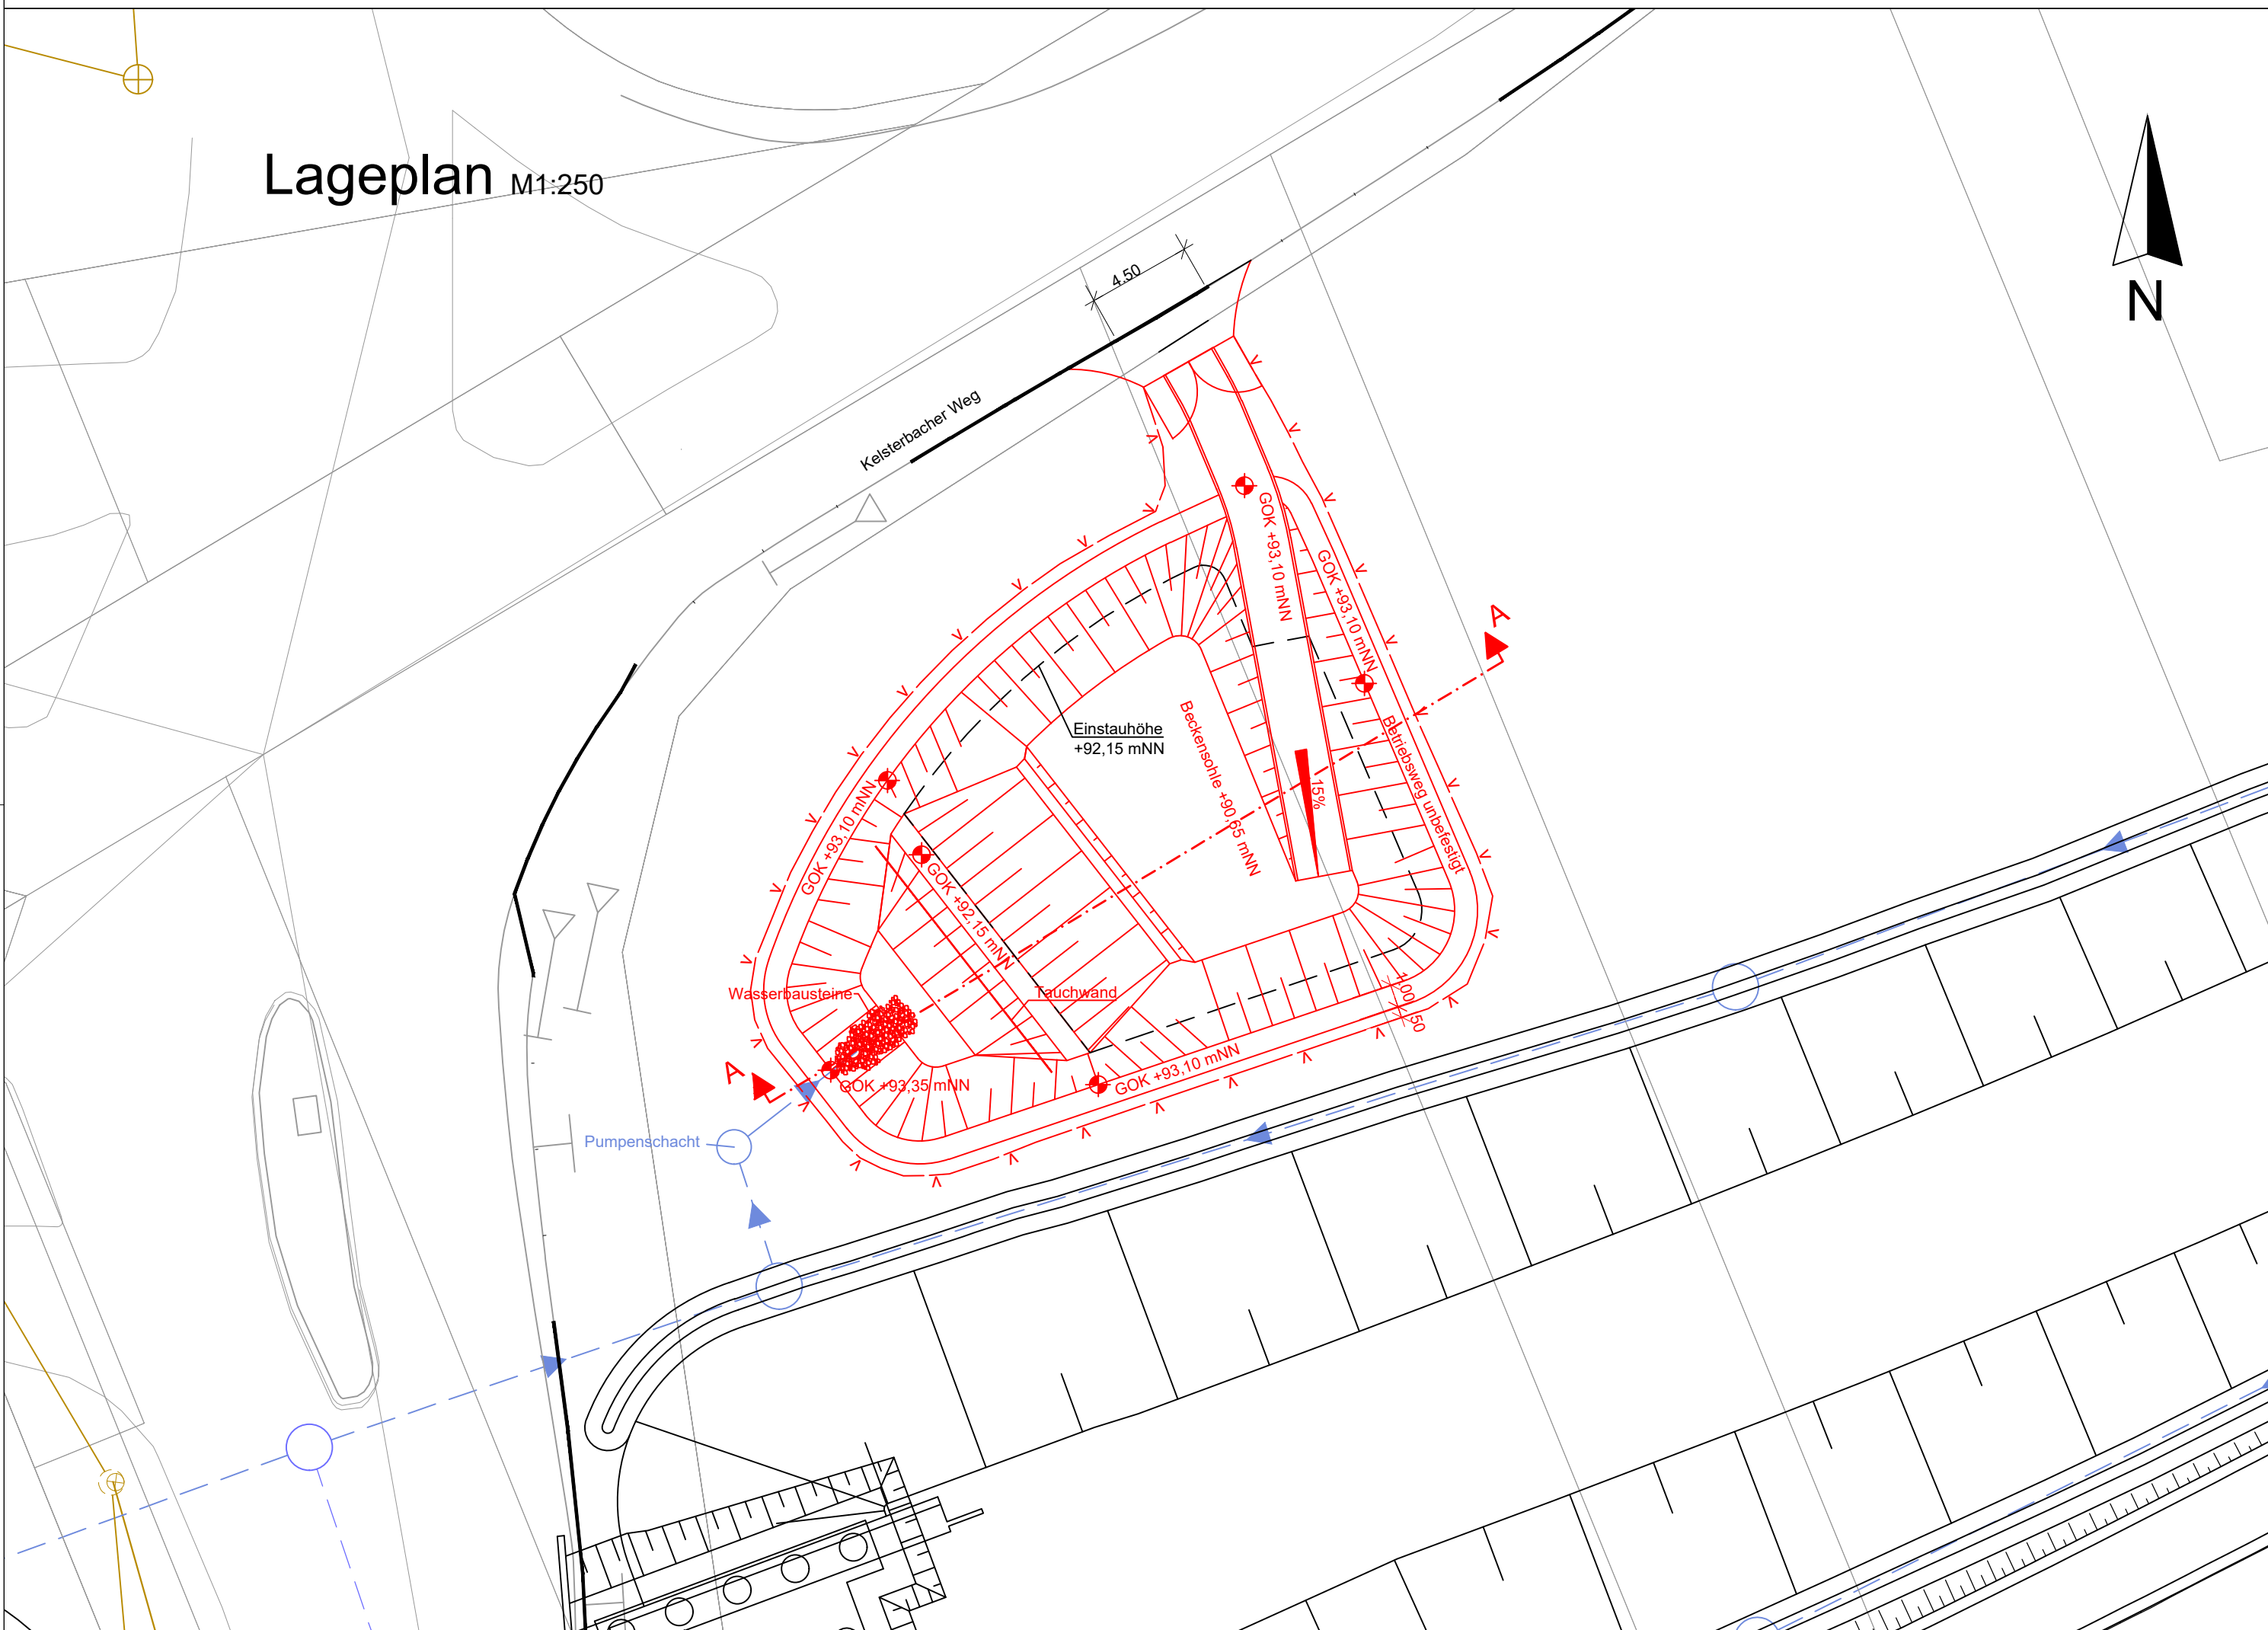 Lageplan M1:250
N
4.50
Kelsterbacher Weg
GOK +93,10 mNN
GOK +93,10 mNN
A
Einstauhöhe
+92,15 mNN
Beckensohle +90,65 mNN
15%
Betriebsweg unbefestigt
GOK +93,10 mNN
GOK +92,15 mNN
Wasserbausteine
Tauchwand
1.00
.50
A
GOK +93,35 mNN
GOK +93,10 mNN
Pumpenschacht